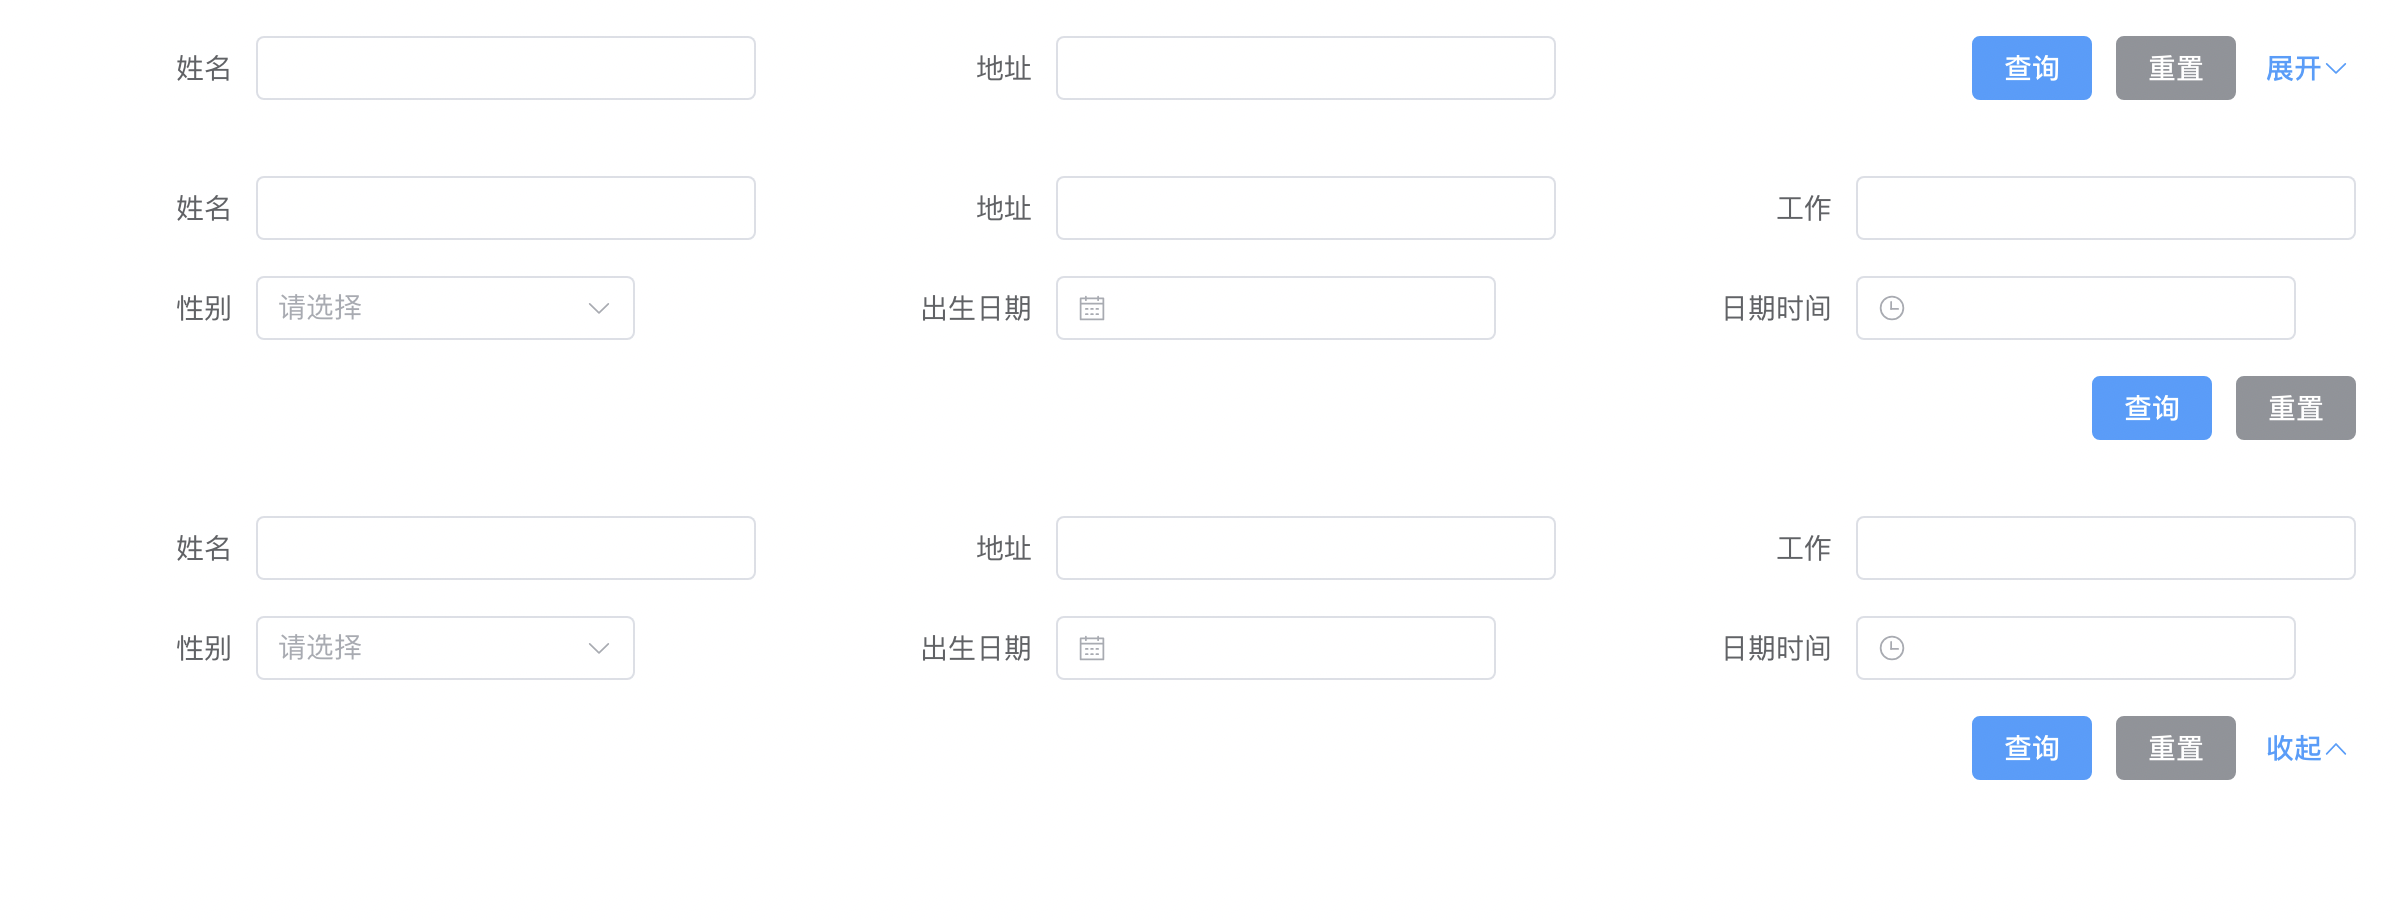 姓名 地址 查询 重置 展开
姓名 地址 工作
性别 请选择 出生日期 日期时间
查询 重置
姓名 地址 工作
性别 请选择 出生日期 日期时间
查询 重置 收起